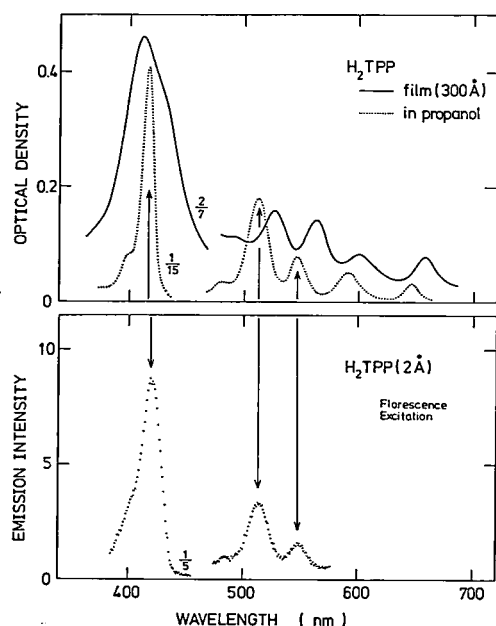 OPTICAL DENSITY
0.4
0.2
0
H₂TPP
film (300Å)
in propanol
2/7
1/15
EMISSION INTENSITY
10
5
0
H₂TPP(2Å)
Florescence
Excitation
1/5
400
500
600
700
WAVELENGTH ( nm )